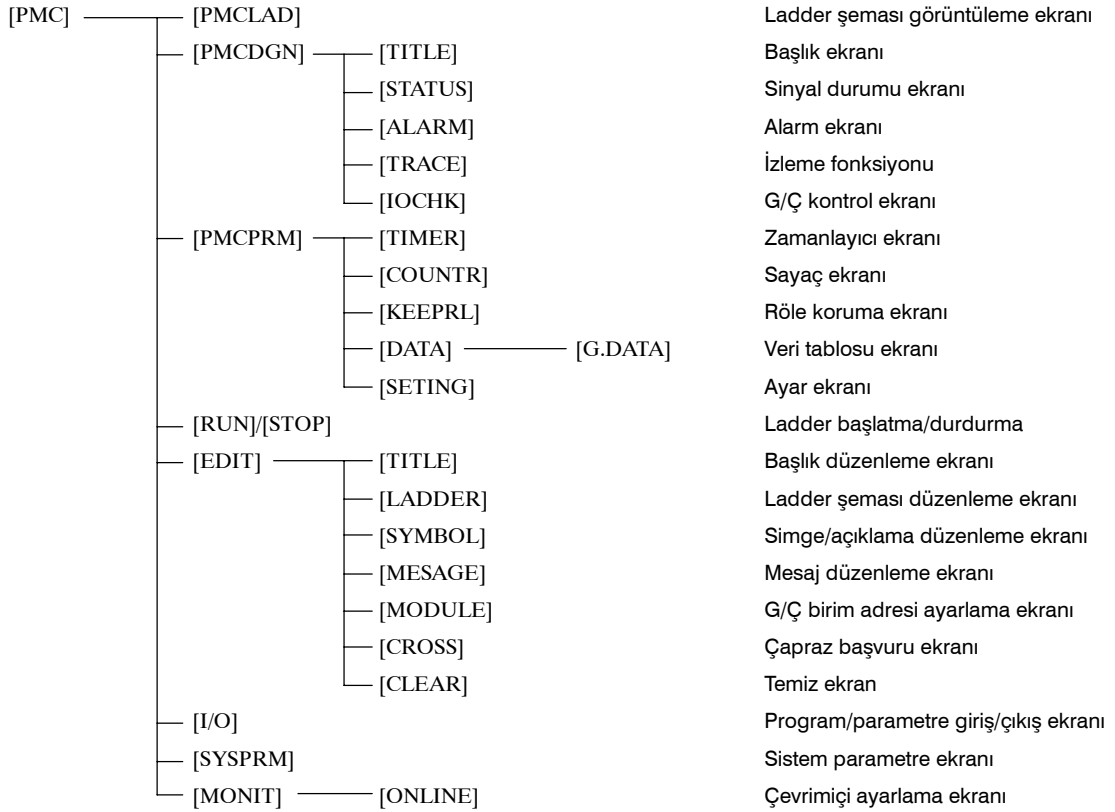 [PMC] [PMCLAD] Ladder şeması görüntüleme ekranı
[PMCDGN] [TITLE] Başlık ekranı
[STATUS] Sinyal durumu ekranı
[ALARM] Alarm ekranı
[TRACE] İzleme fonksiyonu
[IOCHK] G/Ç kontrol ekranı
[PMCPRM] [TIMER] Zamanlayıcı ekranı
[COUNTR] Sayaç ekranı
[KEEPRL] Röle koruma ekranı
[DATA] [G.DATA] Veri tablosu ekranı
[SETING] Ayar ekranı
[RUN]/[STOP] Ladder başlatma/durdurma
[EDIT] [TITLE] Başlık düzenleme ekranı
[LADDER] Ladder şeması düzenleme ekranı
[SYMBOL] Simge/açıklama düzenleme ekranı
[MESAGE] Mesaj düzenleme ekranı
[MODULE] G/Ç birim adresi ayarlama ekranı
[CROSS] Çapraz başvuru ekranı
[CLEAR] Temiz ekran
[I/O] Program/parametre giriş/çıkış ekranı
[SYSPRM] Sistem parametre ekranı
[MONIT] [ONLINE] Çevrimiçi ayarlama ekranı